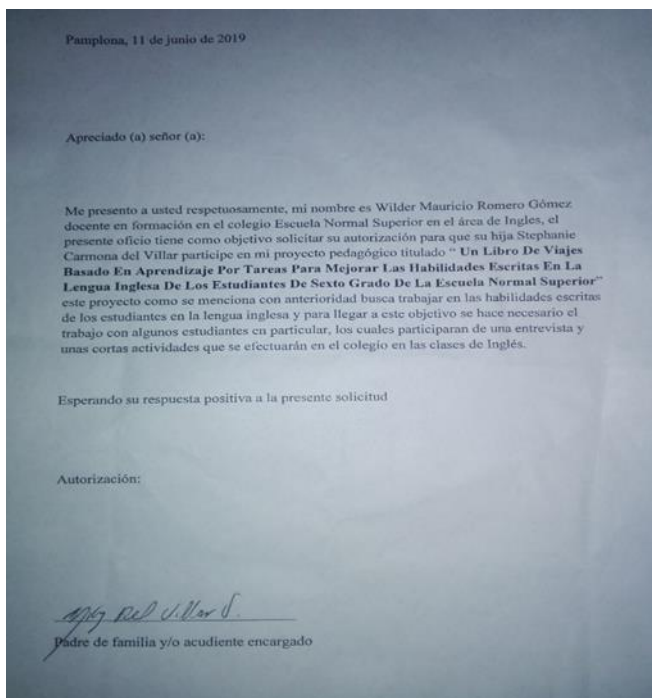 Pamplona, 11 de junio de 2019
Apreciado (a) señor (a):
Me presento a usted respetuosamente, mi nombre es Wilder Mauricio Romero Gómez
docente en formación en el colegio Escuela Normal Superior en el área de Ingles, el
presente oficio tiene como objetivo solicitar su autorización para que su hija Stephanie
Carmona del Villar participe en mi proyecto pedagógico titulado “ Un Libro De Viajes
Basado En Aprendizaje Por Tareas Para Mejorar Las Habilidades Escritas En La
Lengua Inglesa De Los Estudiantes De Sexto Grado De La Escuela Normal Superior”
este proyecto como se menciona con anterioridad busca trabajar en las habilidades escritas
de los estudiantes en la lengua inglesa y para llegar a este objetivo se hace necesario el
trabajo con algunos estudiantes en particular, los cuales participaran de una entrevista y
unas cortas actividades que se efectuarán en el colegio en las clases de Inglés.
Esperando su respuesta positiva a la presente solicitud
Autorización:
Del Villar
Padre de familia y/o acudiente encargado